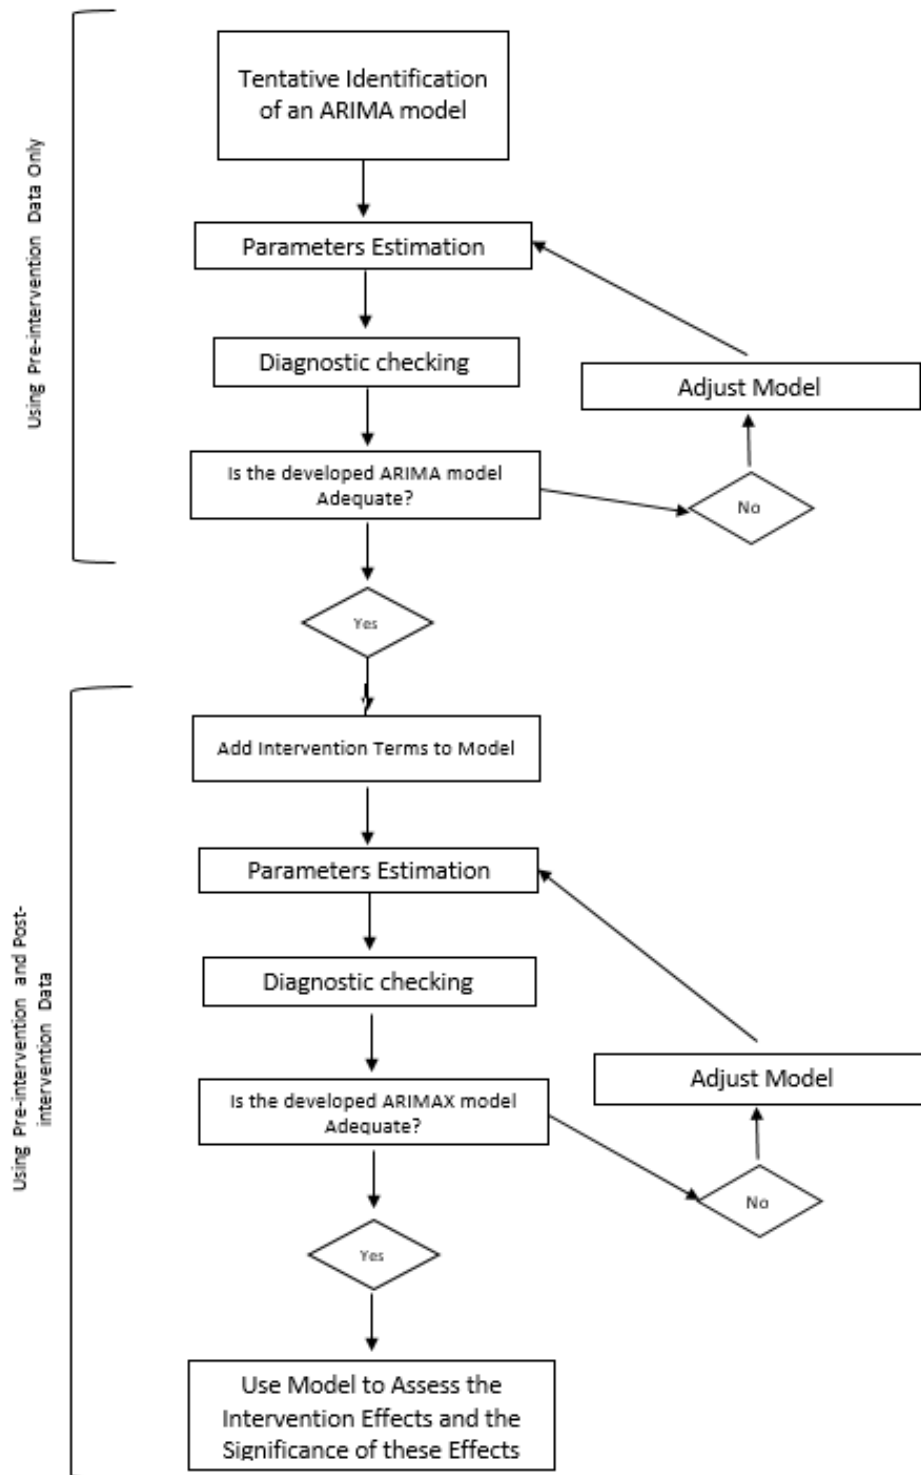 Using Pre-intervention Data Only
Tentative Identification
of an ARIMA model
Parameters Estimation
Diagnostic checking
Adjust Model
Is the developed ARIMA model
Adequate?
No
Yes
Using Pre-intervention and Post-
intervention Data
Add Intervention Terms to Model
Parameters Estimation
Diagnostic checking
Adjust Model
Is the developed ARIMAX model
Adequate?
No
Yes
Use Model to Assess the
Intervention Effects and the
Significance of these Effects